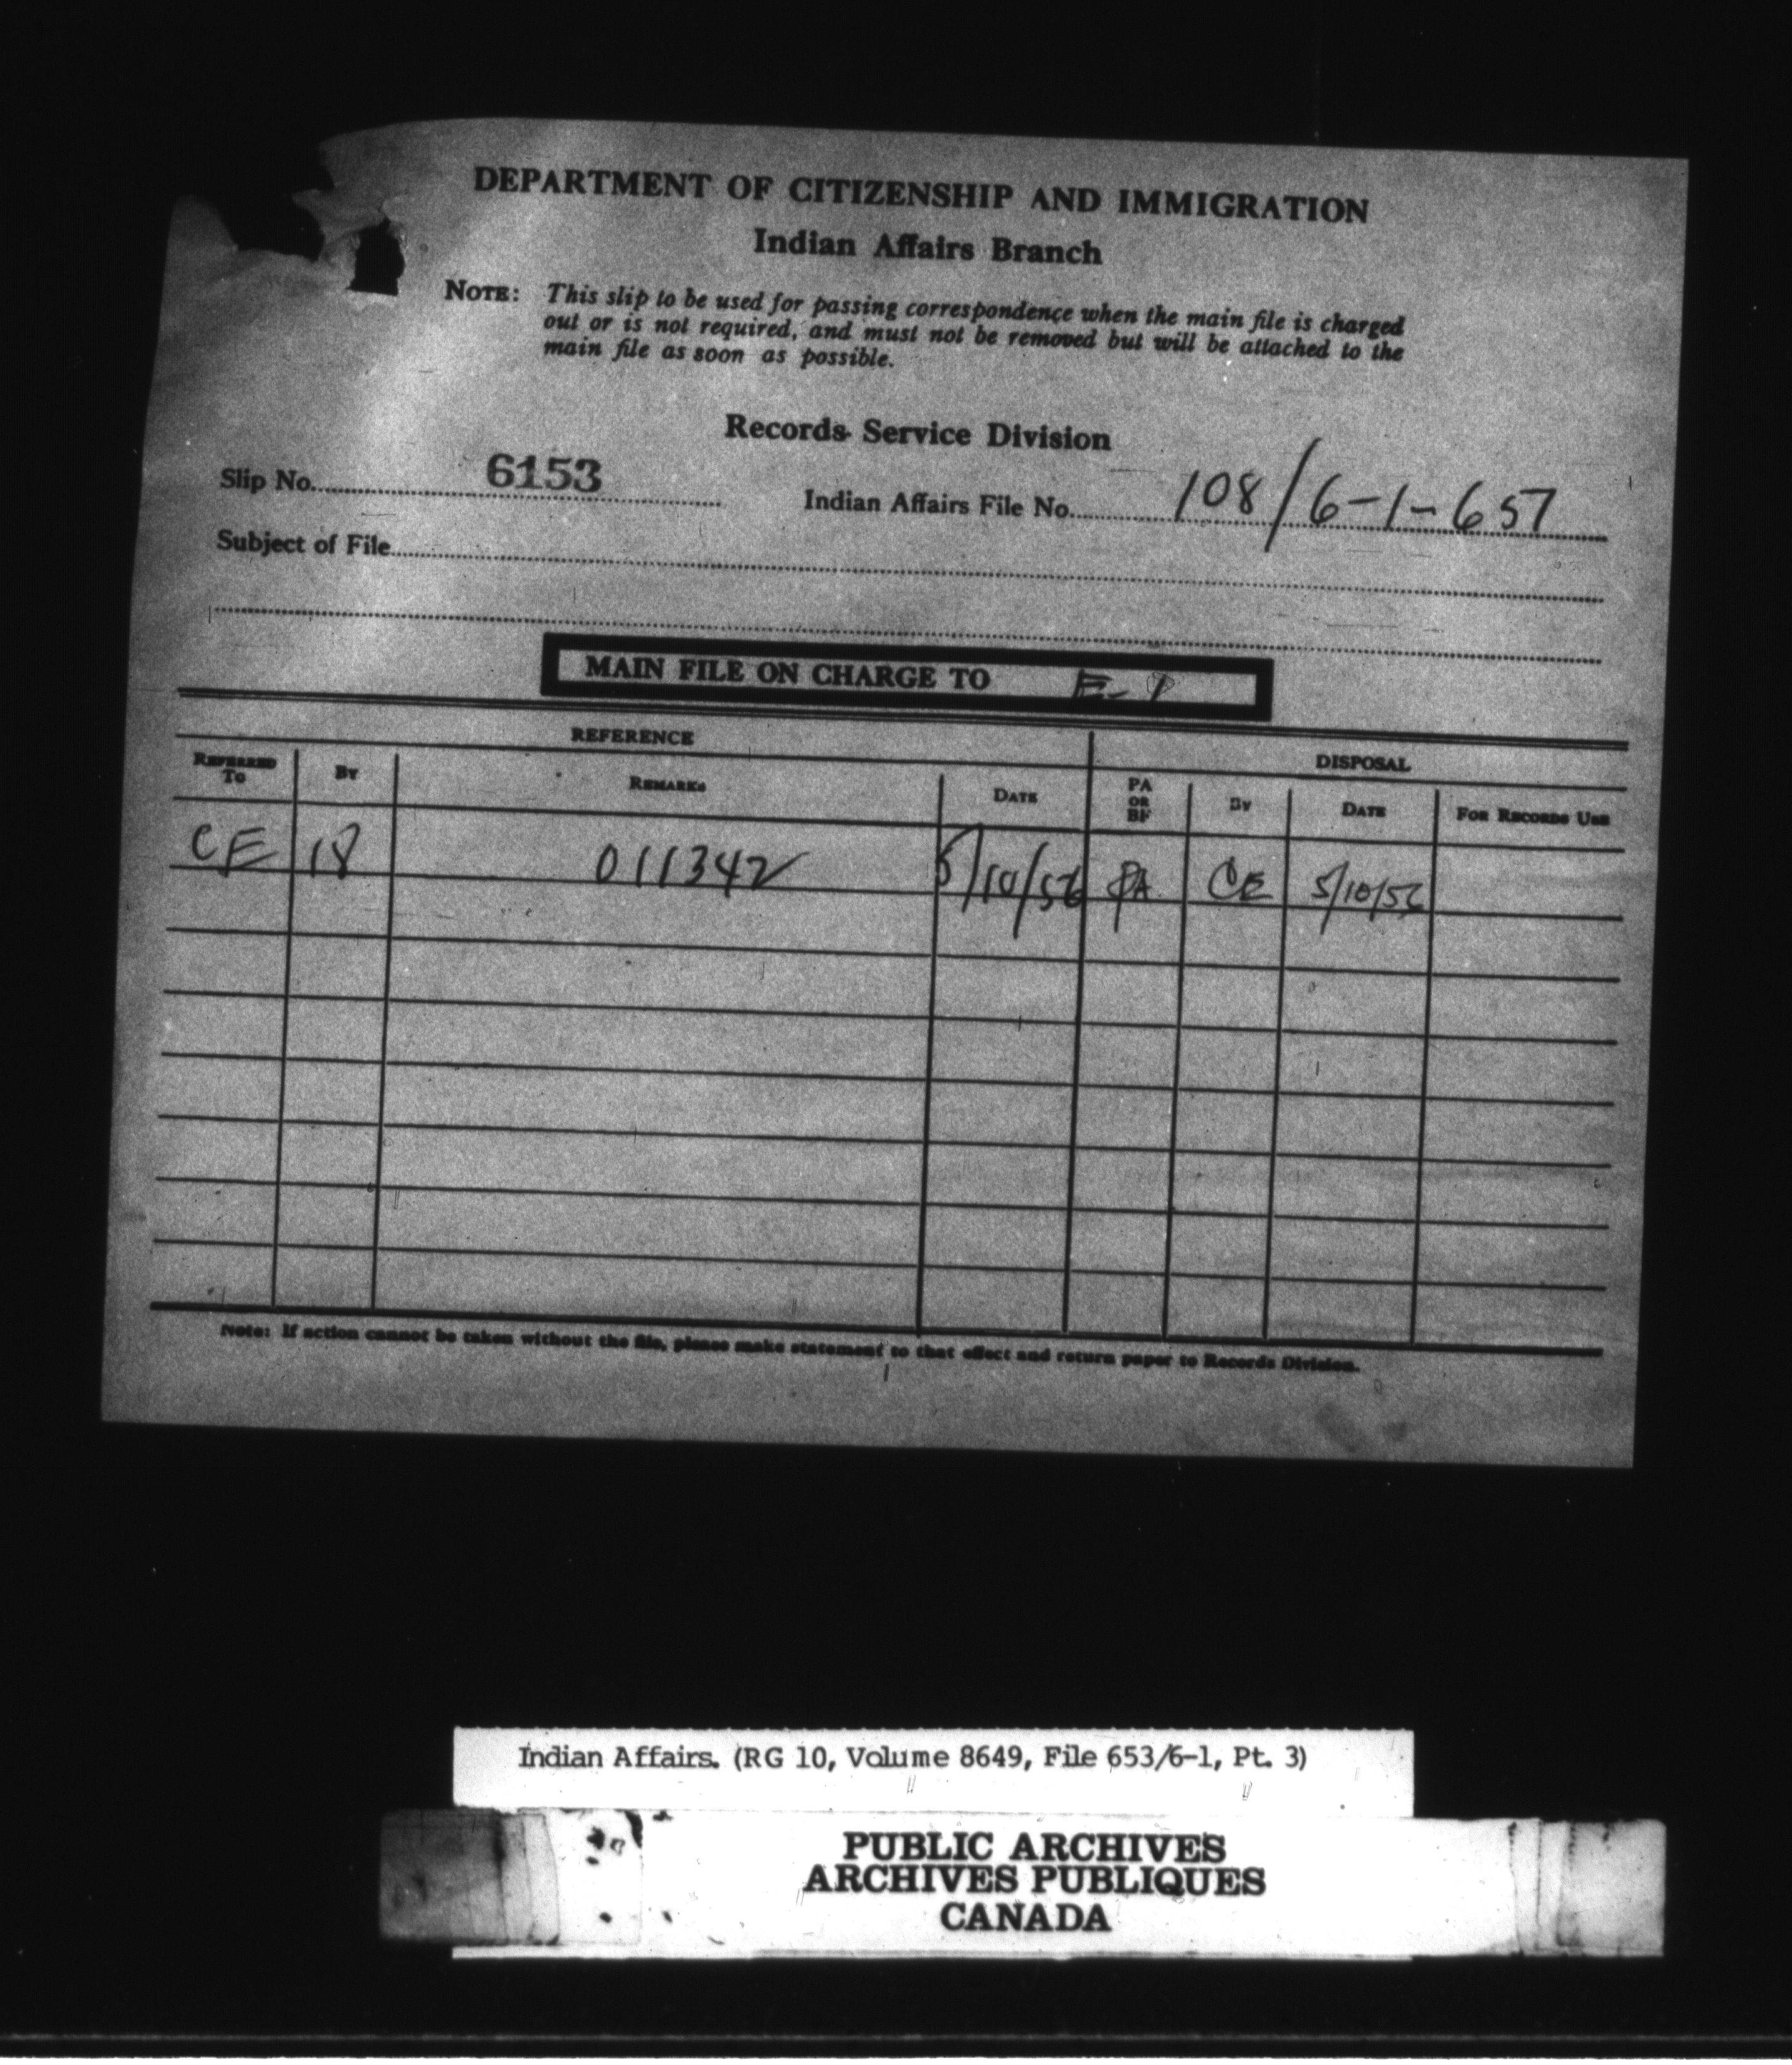 DEPARTMENT OF CITIZENSHIP AND IMMIGRATION
Indian Affairs Branch
NOTE: This slip to be used for passing correspondence when the main file is charged
out or is not required, and must not be removed but will be attached to the
main file as soon as possible.
Records Service Division
Slip No. 6153 Indian Affairs File No. 108/6-1-657
Subject of File
MAIN FILE ON CHARGE TO E-1
REFERENCE DISPOSAL
REFERRED TO BY REMARKS DATE PA OR BF BY DATE FOR RECORDS USE
CE 18 011342 5/10/56 PA CE 5/10/56
Note: If action cannot be taken without the file, please make statement to that effect and return paper to Records Division.
Indian Affairs. (RG 10, Volume 8649, File 653/6-1, Pt. 3)
PUBLIC ARCHIVES
ARCHIVES PUBLIQUES
CANADA